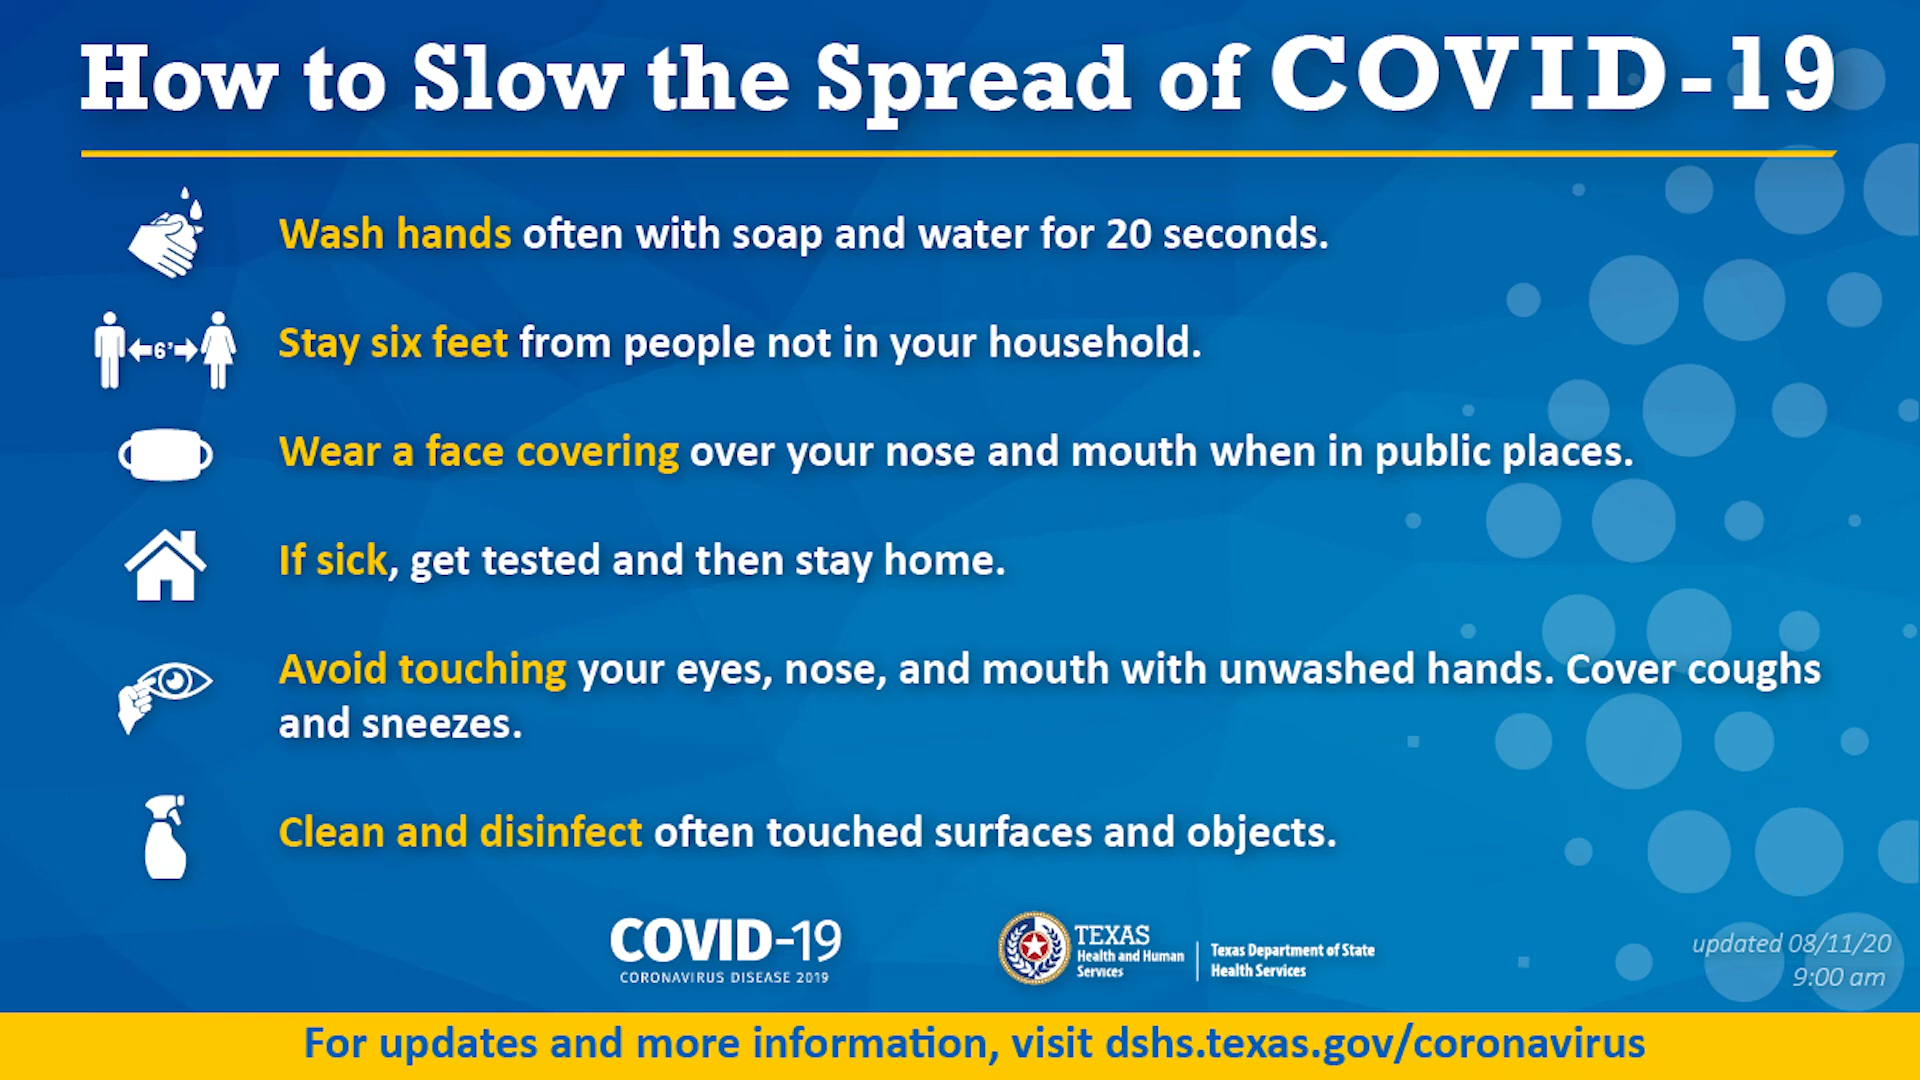 How to Slow the Spread of COVID-19
Wash hands often with soap and water for 20 seconds.
6'
Stay six feet from people not in your household.
Wear a face covering over your nose and mouth when in public places.
If sick, get tested and then stay home.
Avoid touching your eyes, nose, and mouth with unwashed hands. Cover coughs
and sneezes.
Clean and disinfect often touched surfaces and objects.
COVID-19
CORONAVIRUS DISEASE 2019
TEXAS
Health and Human
Services
Texas Department of State
Health Services
updated 08/11/20
9:00 am
For updates and more information, visit dshs.texas.gov/coronavirus